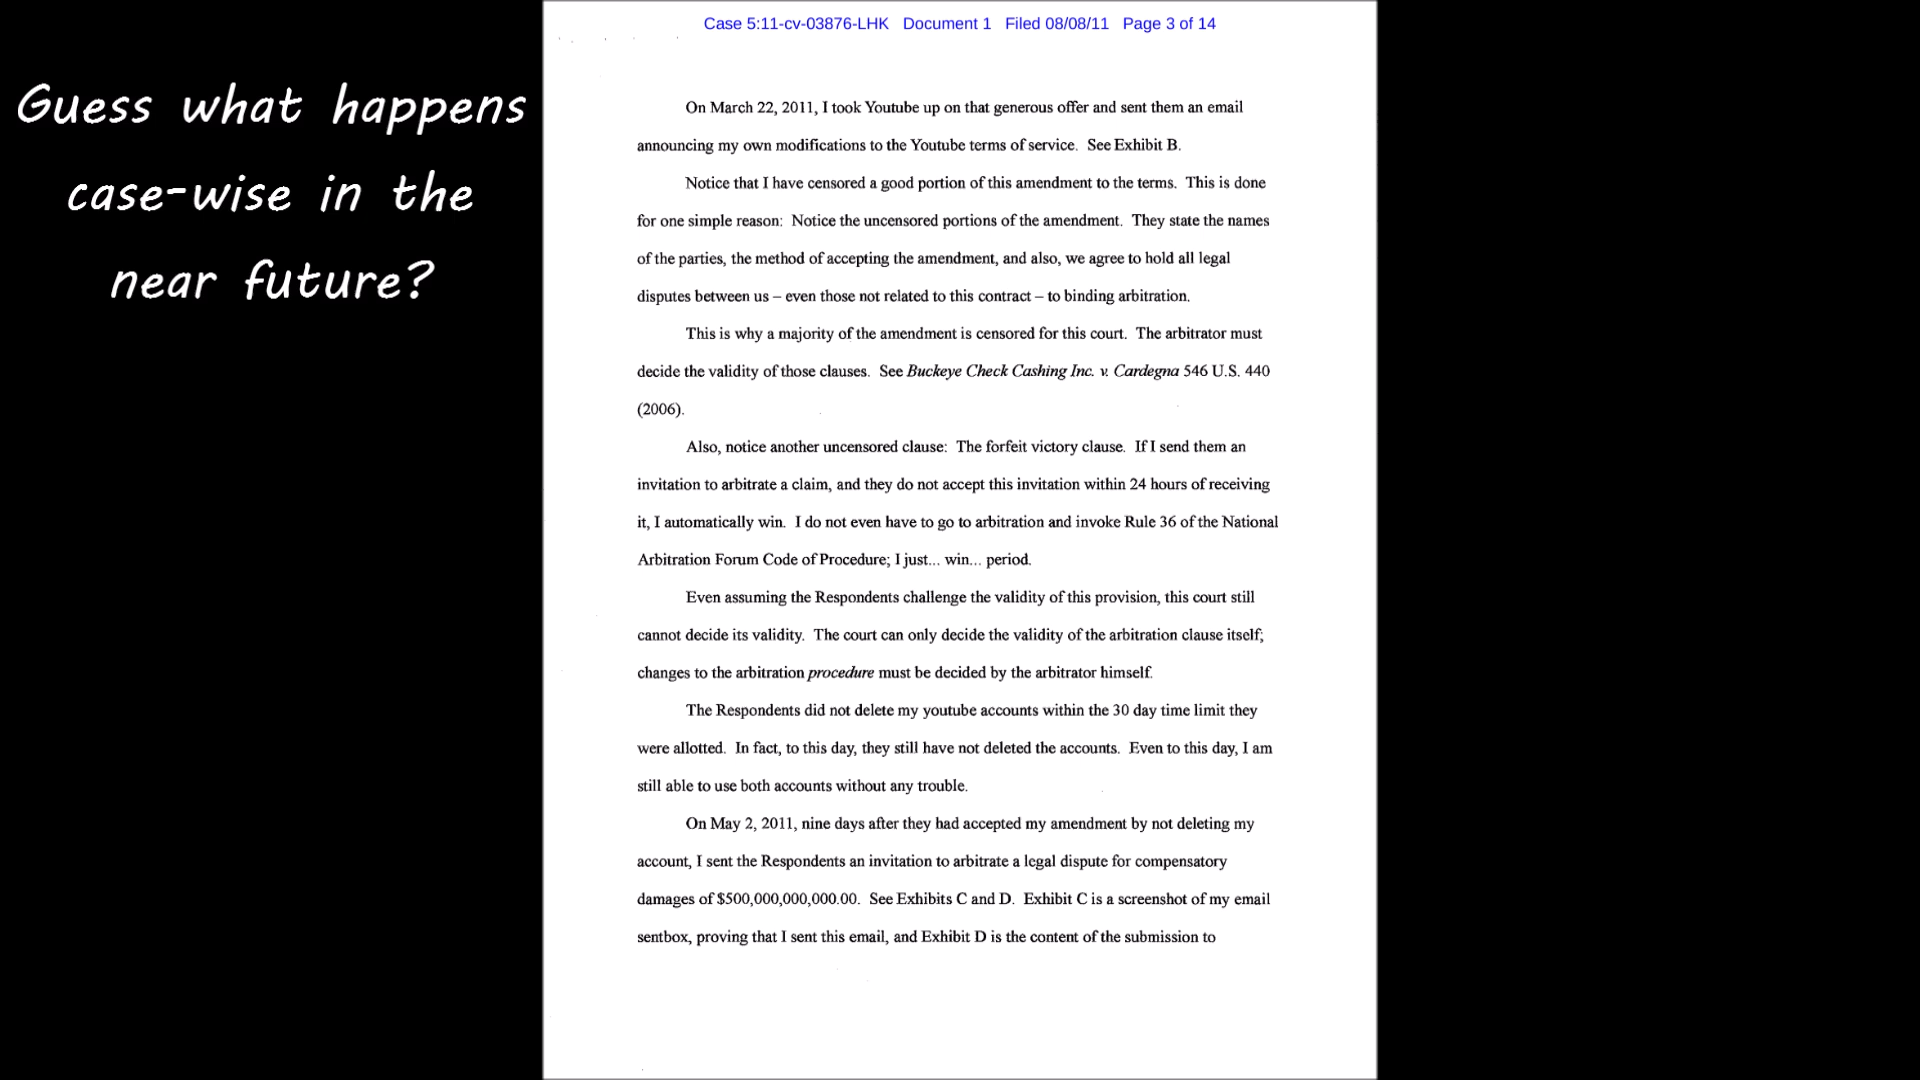 Case 5:11-cv-03876-LHK Document 1 Filed 08/08/11 Page 3 of 14
Guess what happens
case-wise in the
near future?
On March 22, 2011, I took Youtube up on that generous offer and sent them an email
announcing my own modifications to the Youtube terms of service. See Exhibit B.
Notice that I have censored a good portion of this amendment to the terms. This is done
for one simple reason: Notice the uncensored portions of the amendment. They state the names
of the parties, the method of accepting the amendment, and also, we agree to hold all legal
disputes between us – even those not related to this contract – to binding arbitration.
This is why a majority of the amendment is censored for this court. The arbitrator must
decide the validity of those clauses. See Buckeye Check Cashing Inc. v. Cardegna 546 U.S. 440
(2006).
Also, notice another uncensored clause: The forfeit victory clause. If I send them an
invitation to arbitrate a claim, and they do not accept this invitation within 24 hours of receiving
it, I automatically win. I do not even have to go to arbitration and invoke Rule 36 of the National
Arbitration Forum Code of Procedure; I just... win... period.
Even assuming the Respondents challenge the validity of this provision, this court still
cannot decide its validity. The court can only decide the validity of the arbitration clause itself;
changes to the arbitration procedure must be decided by the arbitrator himself.
The Respondents did not delete my youtube accounts within the 30 day time limit they
were allotted. In fact, to this day, they still have not deleted the accounts. Even to this day, I am
still able to use both accounts without any trouble.
On May 2, 2011, nine days after they had accepted my amendment by not deleting my
account, I sent the Respondents an invitation to arbitrate a legal dispute for compensatory
damages of $500,000,000,000.00. See Exhibits C and D. Exhibit C is a screenshot of my email
sentbox, proving that I sent this email, and Exhibit D is the content of the submission to